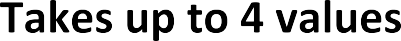 Takes up to 4 values